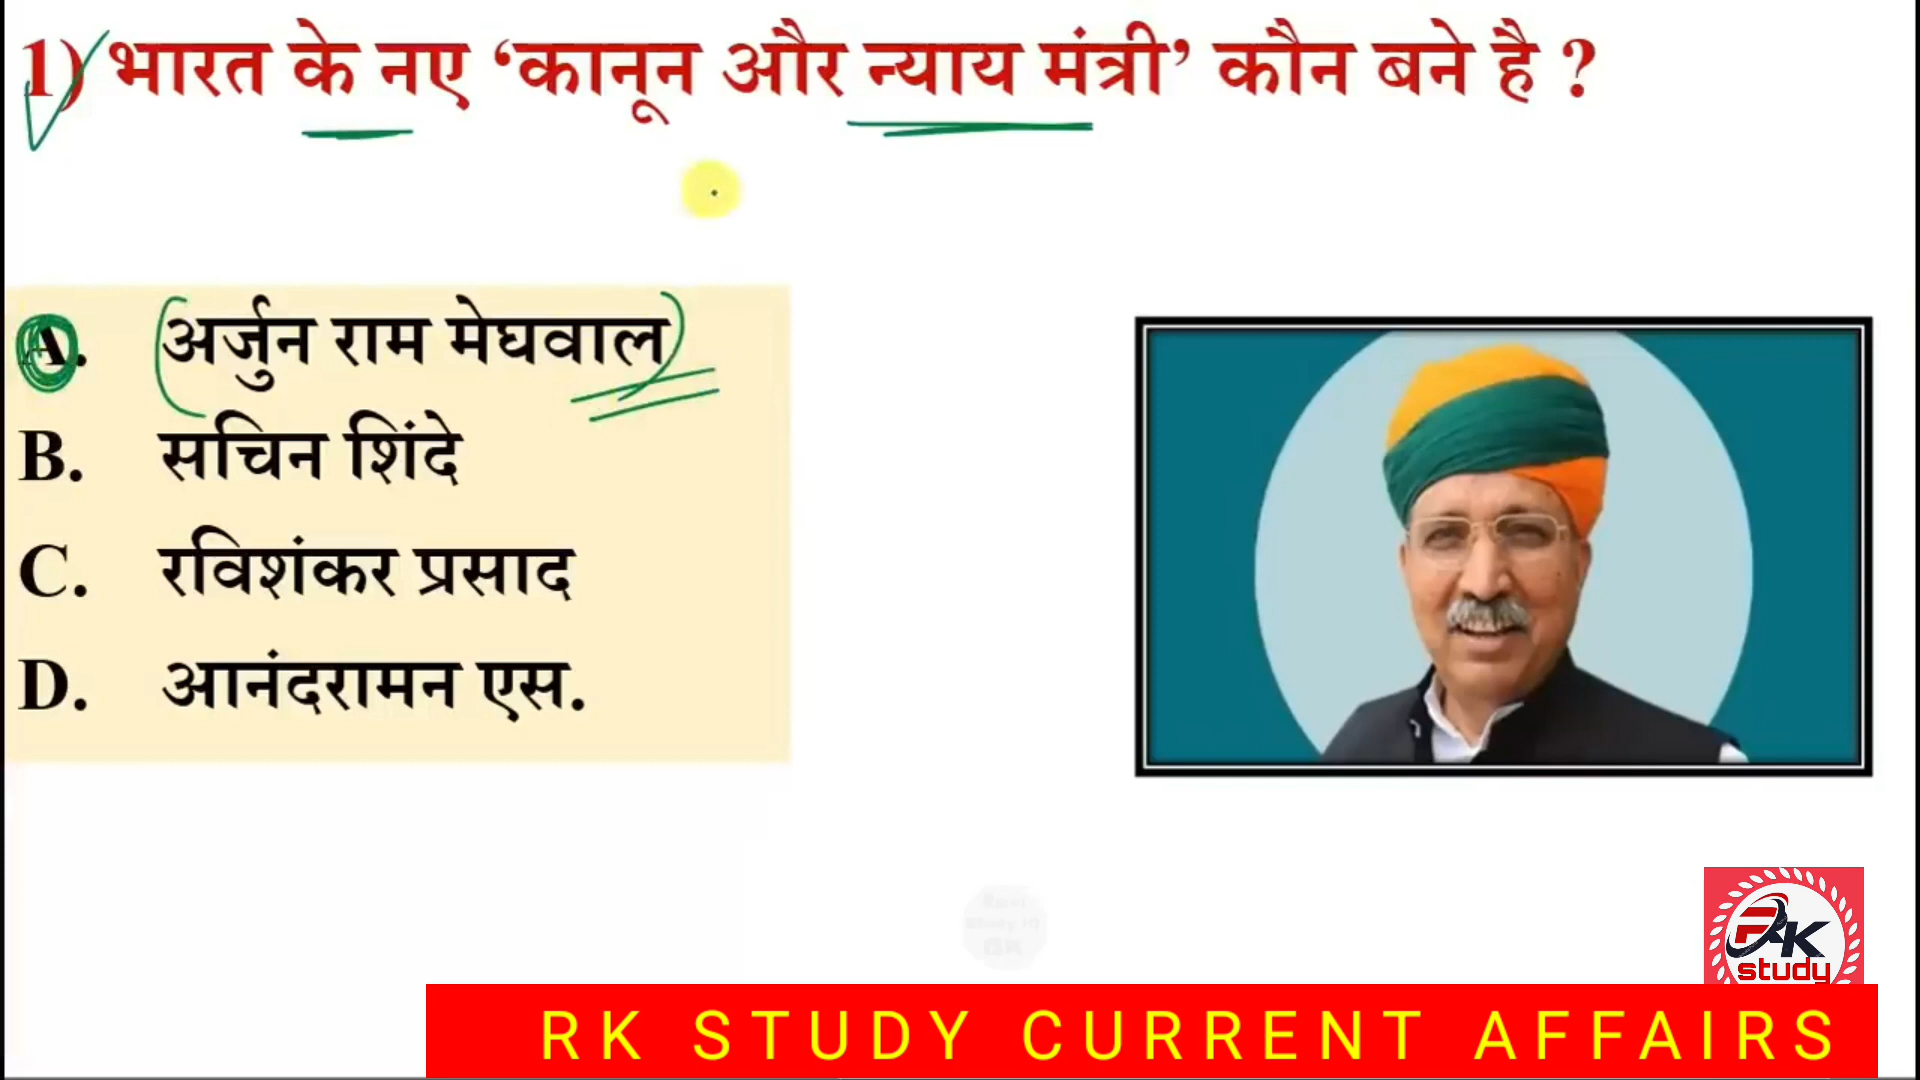 1) भारत के नए ‘कानून और न्याय मंत्री’ कौन बने है ?
A. अर्जुन राम मेघवाल
B. सचिन शिंदे
C. रविशंकर प्रसाद
D. आनंदरामन एस.
RK
study
RK STUDY CURRENT AFFAIRS